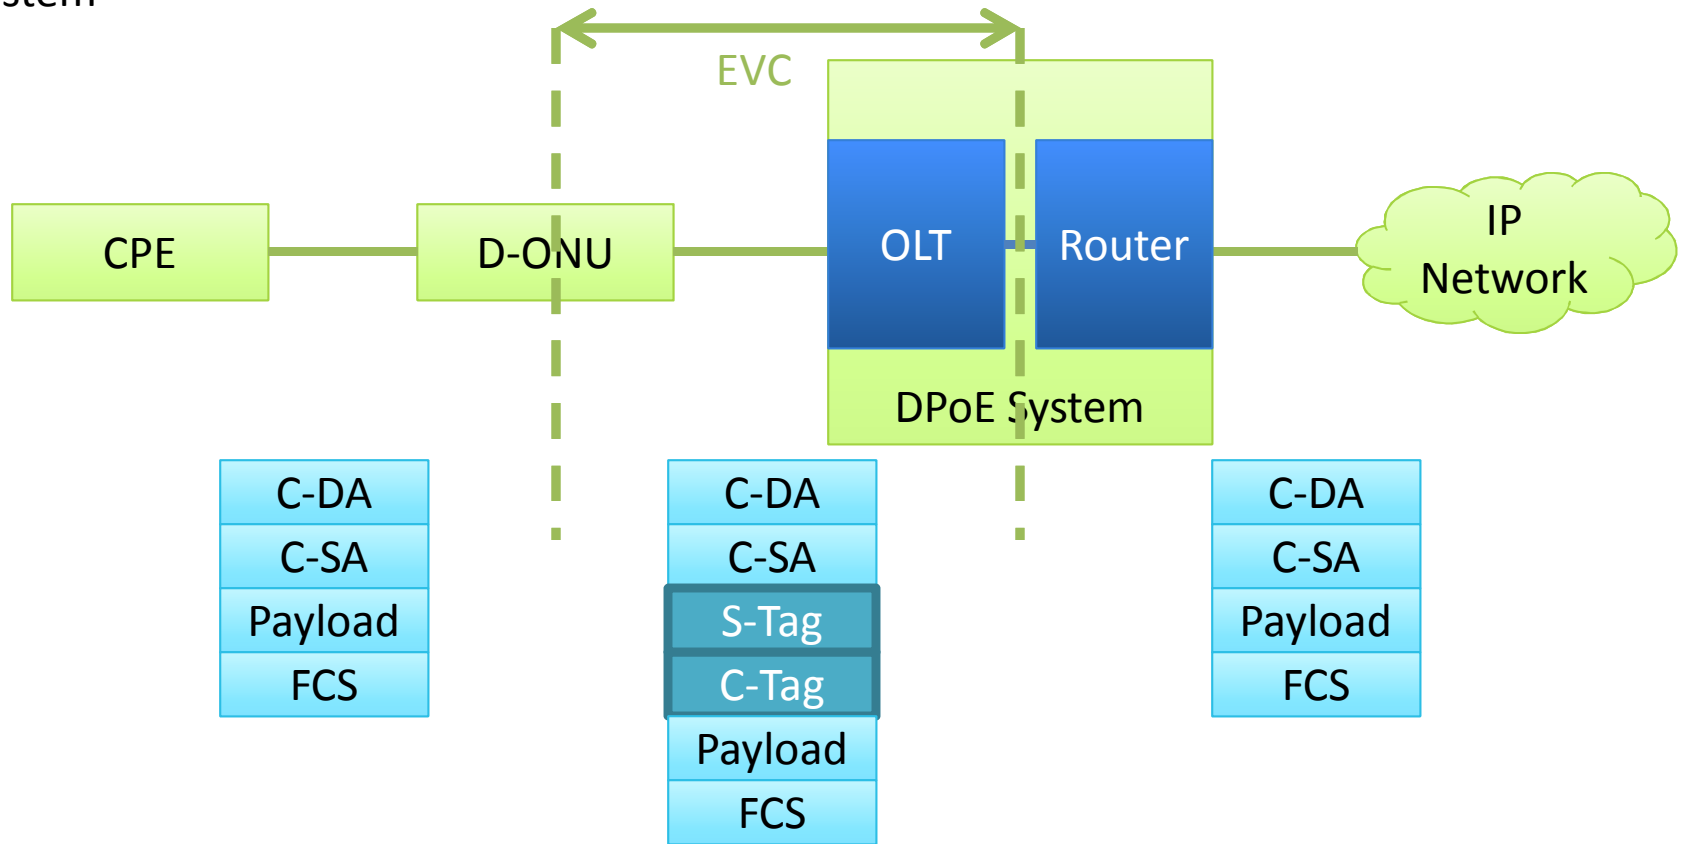 EVC
CPE
D-ONU
OLT
Router
IP
Network
DPoE System
C-DA
C-SA
Payload
FCS
C-DA
C-SA
S-Tag
C-Tag
Payload
FCS
C-DA
C-SA
Payload
FCS